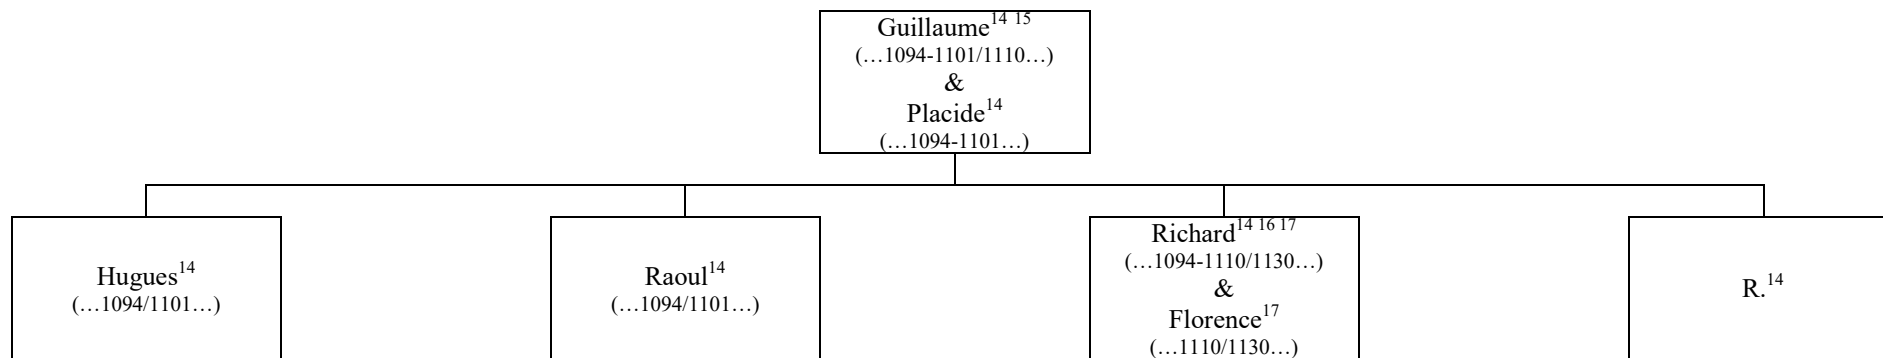 Guillaume14 15
(…1094-1101/1110…)
&
Placide14
(…1094-1101…)
Hugues14
(…1094/1101…)
Raoul14
(…1094/1101…)
Richard14 16 17
(…1094-1110/1130…)
&
Florence17
(…1110/1130…)
R.14